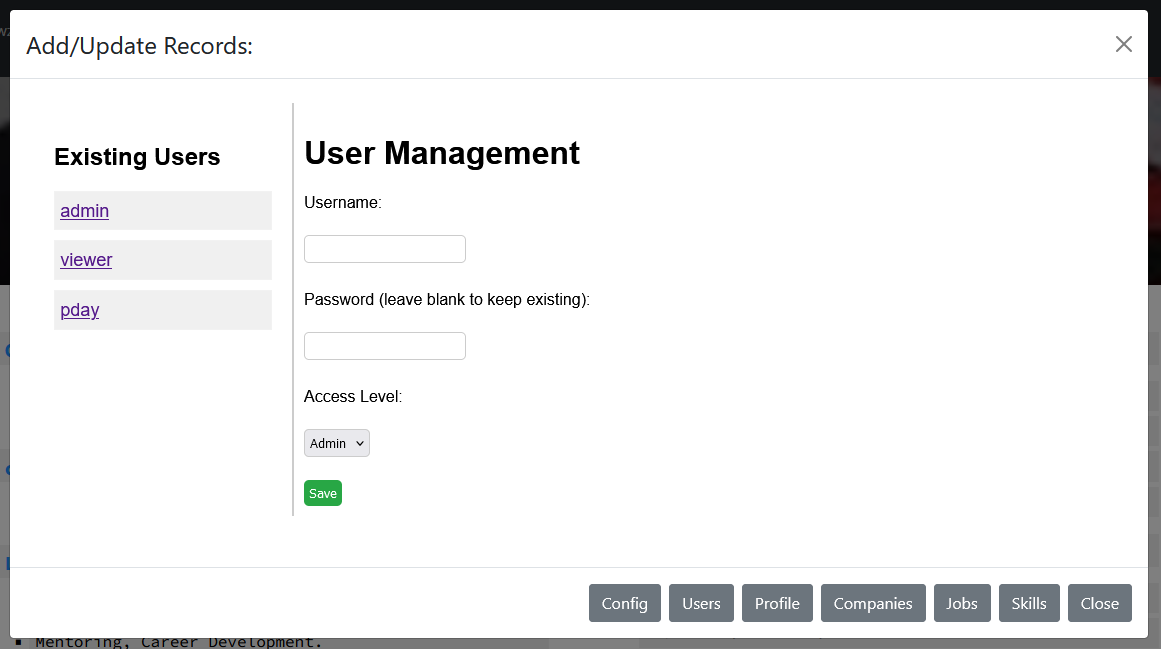 Add/Update Records:
Existing Users
admin
viewer
pday
User Management
Username:
Password (leave blank to keep existing):
Access Level:
Admin
Save
Config Users Profile Companies Jobs Skills Close
Mentoring, Career Development.